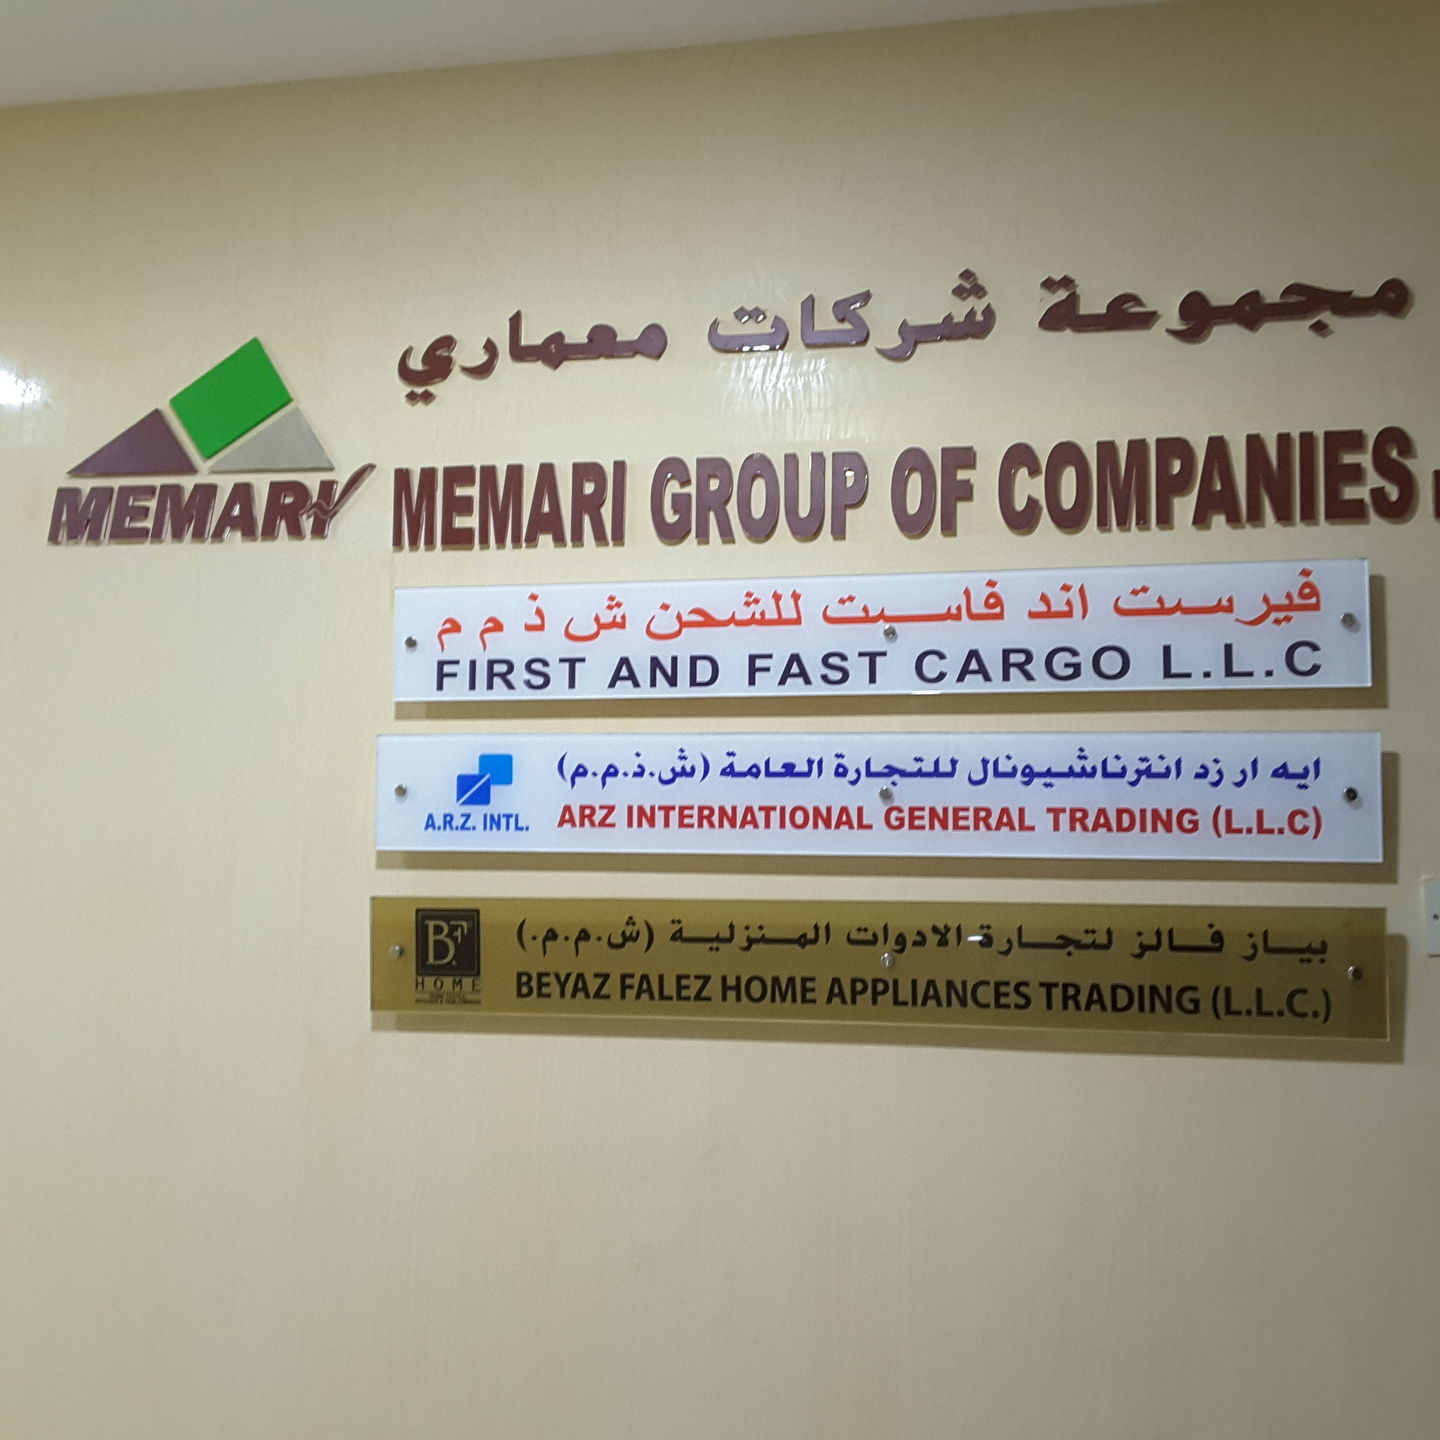 مجموعة شركات معماري
MEMARI
MEMARI GROUP OF COMPANIES
فيرست اند فاست للشحن ش ذ م م
FIRST AND FAST CARGO L.L.C
ايه ار زد انترناشيونال للتجارة العامة (ش.ذ.م.م)
A.R.Z. INTL.
ARZ INTERNATIONAL GENERAL TRADING (L.L.C)
بياز فالز لتجارة الادوات المنزلية (ش.م.م.)
BF
HOME
BEYAZ FALEZ HOME APPLIANCES TRADING (L.L.C.)